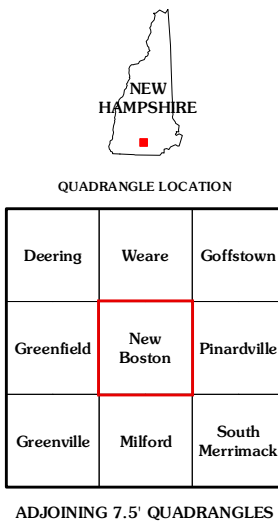 NEW
HAMPSHIRE
QUADRANGLE LOCATION
Deering Weare Goffstown
Greenfield New Boston Pinardville
Greenville Milford South Merrimack
ADJOINING 7.5' QUADRANGLES